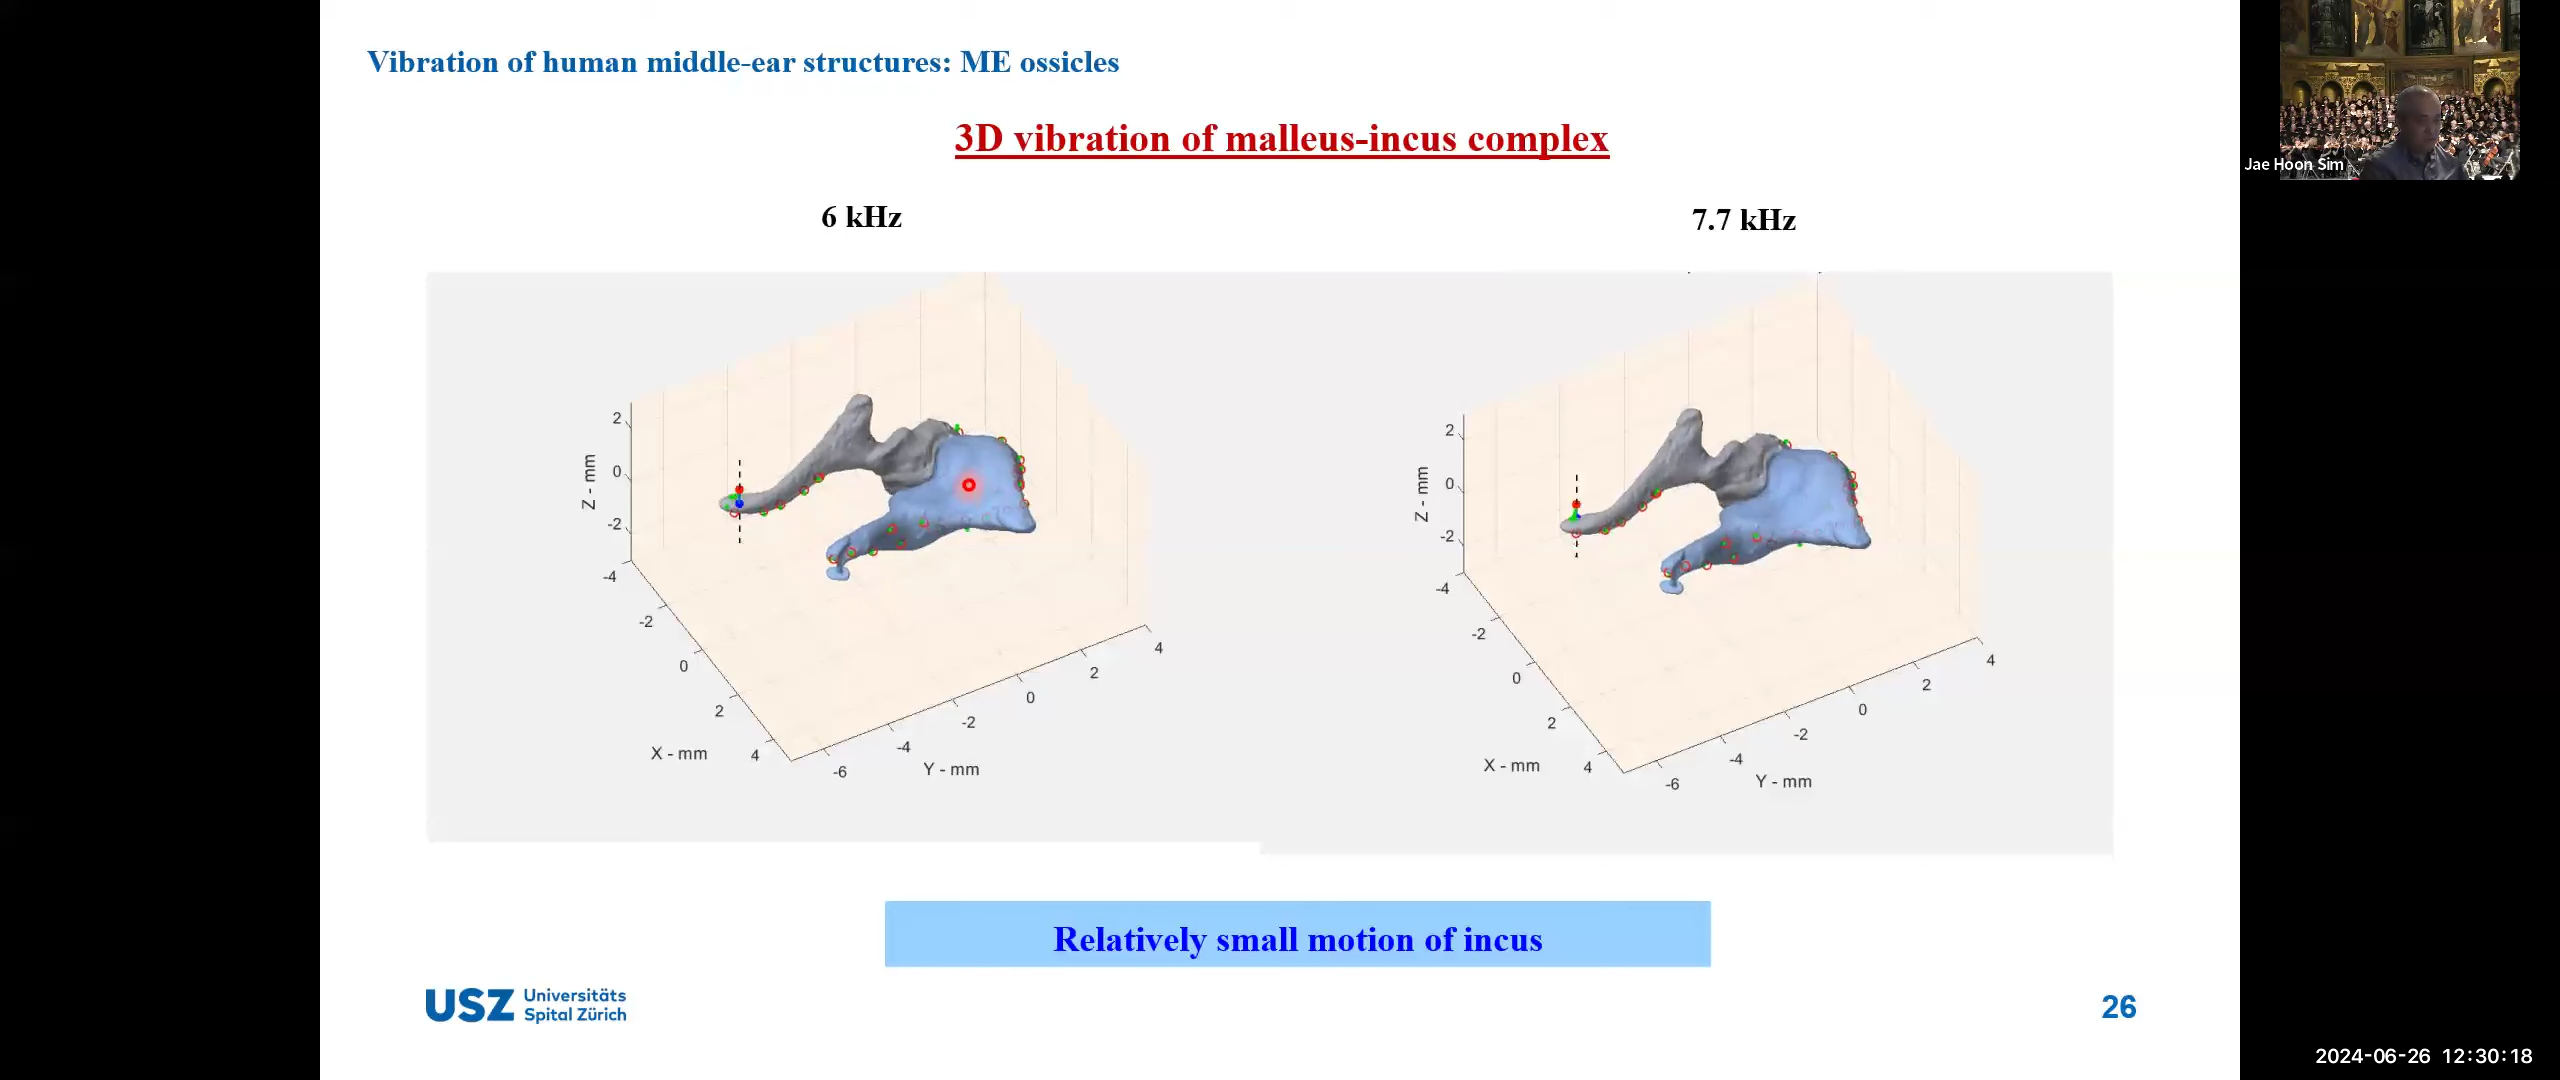 Vibration of human middle-ear structures: ME ossicles
3D vibration of malleus-incus complex
Jae Hoon Sim
6 kHz
7.7 kHz
2
0
-2
Z - mm
-4
-2
0
2
4
X - mm
-6
-4
-2
0
2
4
Y - mm
2
0
-2
Z - mm
-4
-2
0
2
4
X - mm
-6
-4
-2
0
2
4
Y - mm
Relatively small motion of incus
USZ Universitäts
Spital Zürich
26
2024-06-26 12:30:18